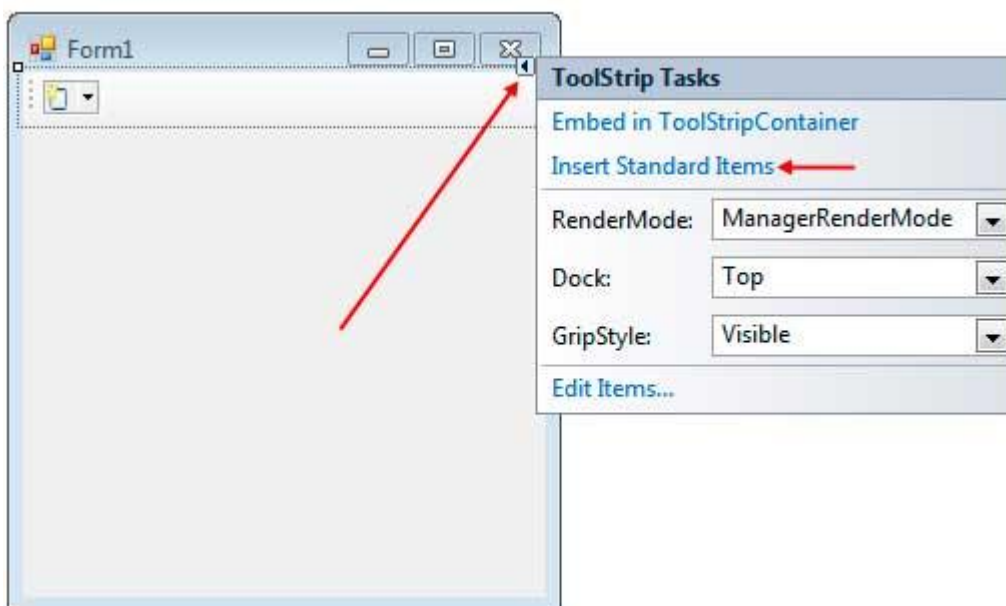 Form1
ToolStrip Tasks
Embed in ToolStripContainer
Insert Standard Items
RenderMode: ManagerRenderMode
Dock: Top
GripStyle: Visible
Edit Items...